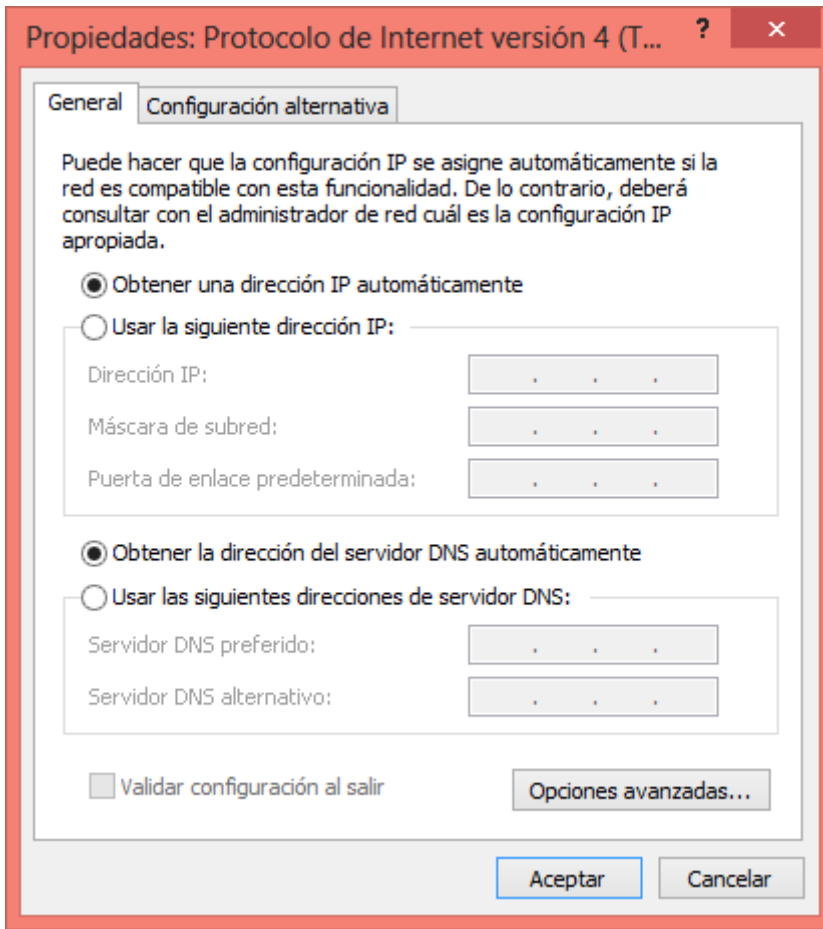 Propiedades: Protocolo de Internet versión 4 (T... ? ×
General Configuración alternativa
Puede hacer que la configuración IP se asigne automáticamente si la
red es compatible con esta funcionalidad. De lo contrario, deberá
consultar con el administrador de red cuál es la configuración IP
apropiada.
Obtener una dirección IP automáticamente
Usar la siguiente dirección IP:
Dirección IP: . . .
Máscara de subred: . . .
Puerta de enlace predeterminada: . . .
Obtener la dirección del servidor DNS automáticamente
Usar las siguientes direcciones de servidor DNS:
Servidor DNS preferido: . . .
Servidor DNS alternativo: . . .
Validar configuración al salir Opciones avanzadas...
Aceptar Cancelar